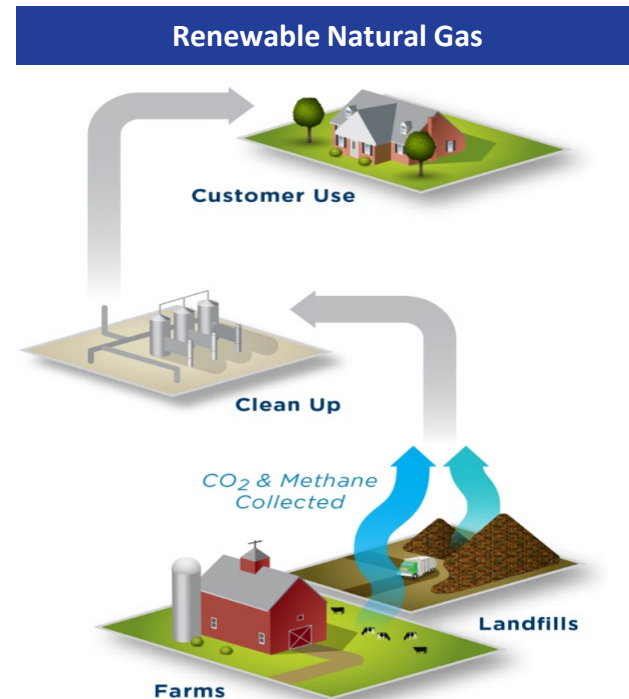 Renewable Natural Gas
Customer Use
Clean Up
CO₂ & Methane
Collected
Landfills
Farms